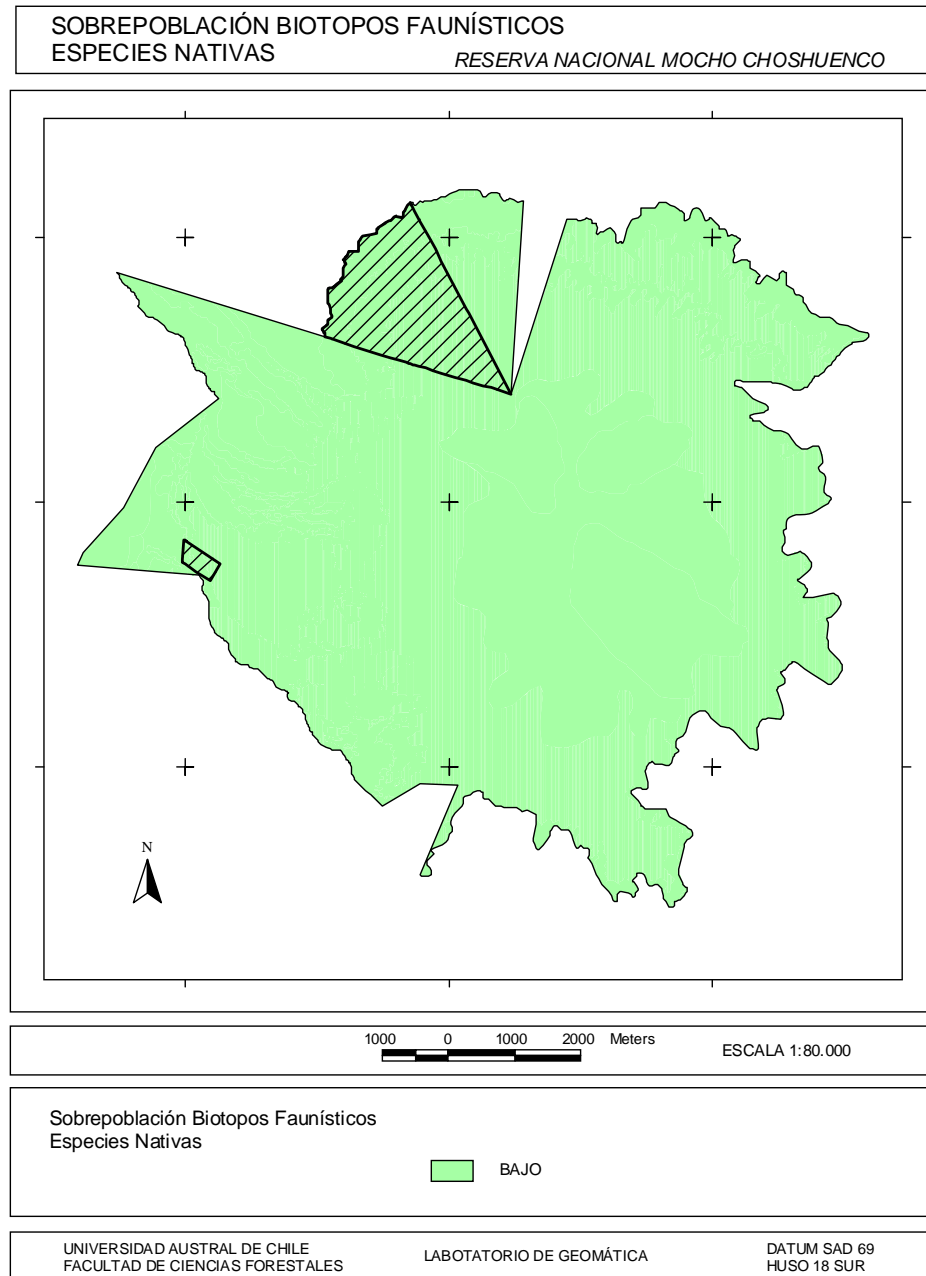 SOBREPOBLACIÓN BIOTOPOS FAUNÍSTICOS
ESPECIES NATIVAS
RESERVA NACIONAL MOCHO CHOSHUENCO
N
1000 0 1000 2000 Meters
ESCALA 1:80.000
Sobrepoblación Biotopos Faunísticos
Especies Nativas
BAJO
UNIVERSIDAD AUSTRAL DE CHILE
FACULTAD DE CIENCIAS FORESTALES
LABOTATORIO DE GEOMÁTICA
DATUM SAD 69
HUSO 18 SUR